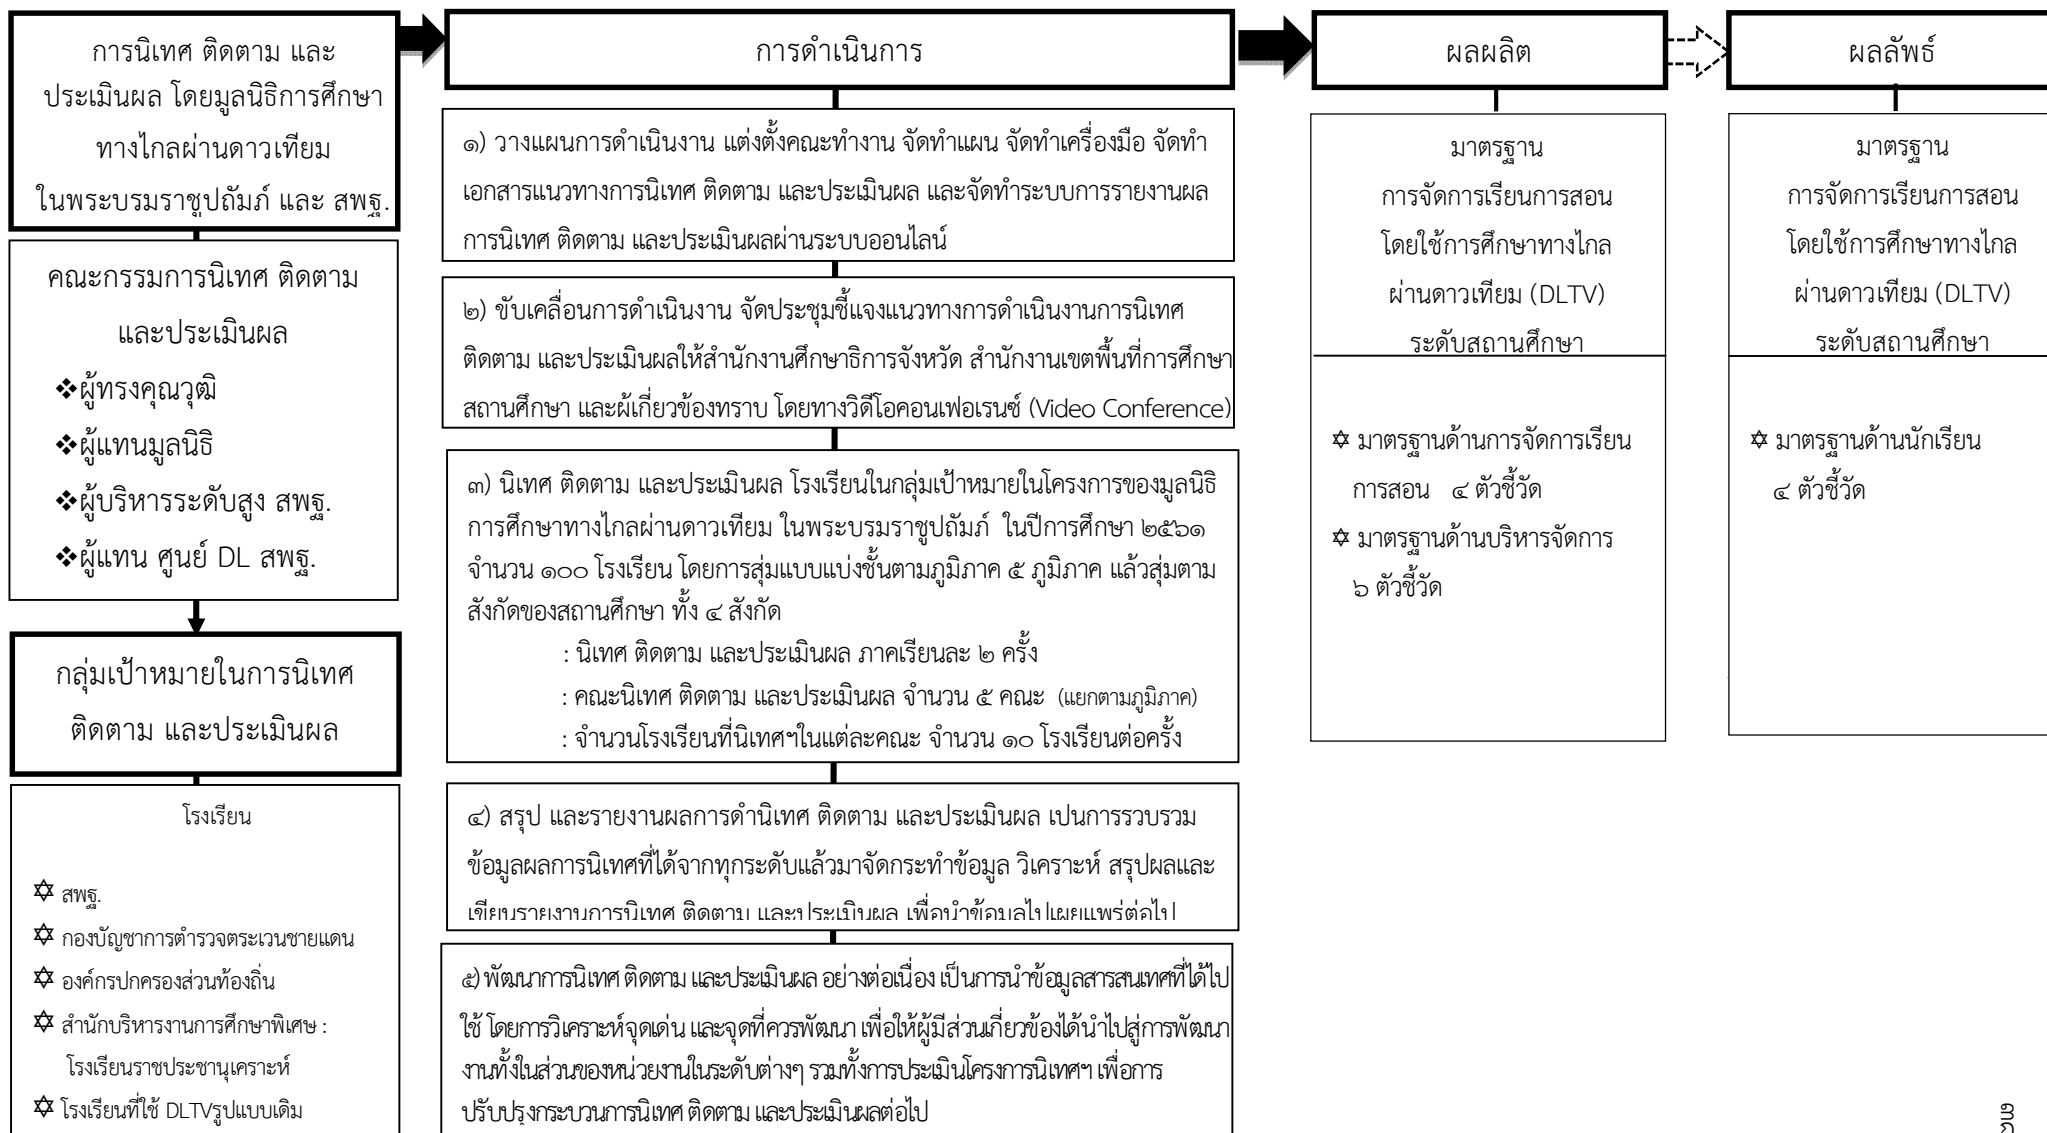 การนิเทศ ติดตาม และ
ประเมินผล โดยมูลนิธิการศึกษา
ทางไกลผ่านดาวเทียม
ในพระบรมราชูปถัมภ์ และ สพฐ.
คณะกรรมการนิเทศ ติดตาม
และประเมินผล
❖ผู้ทรงคุณวุฒิ
❖ผู้แทนมูลนิธิ
❖ผู้บริหารระดับสูง สพฐ.
❖ผู้แทน ศูนย์ DL สพฐ.
กลุ่มเป้าหมายในการนิเทศ
ติดตาม และประเมินผล
โรงเรียน
✡ สพฐ.
✡ กองบัญชาการตำรวจตระเวนชายแดน
✡ องค์กรปกครองส่วนท้องถิ่น
✡ สำนักบริหารงานการศึกษาพิเศษ :
โรงเรียนราชประชานุเคราะห์
✡ โรงเรียนที่ใช้ DLTVรูปแบบเดิม
การดำเนินการ
๑) วางแผนการดำเนินงาน แต่งตั้งคณะทำงาน จัดทำแผน จัดทำเครื่องมือ จัดทำ
เอกสารแนวทางการนิเทศ ติดตาม และประเมินผล และจัดทำระบบการรายงานผล
การนิเทศ ติดตาม และประเมินผลผ่านระบบออนไลน์
๒) ขับเคลื่อนการดำเนินงาน จัดประชุมชี้แจงแนวทางการดำเนินงานการนิเทศ
ติดตาม และประเมินผลให้สำนักงานศึกษาธิการจังหวัด สำนักงานเขตพื้นที่การศึกษา
สถานศึกษา และผู้เกี่ยวข้องทราบ โดยทางวิดีโอคอนเฟอเรนซ์ (Video Conference)
๓) นิเทศ ติดตาม และประเมินผล โรงเรียนในกลุ่มเป้าหมายในโครงการของมูลนิธิ
การศึกษาทางไกลผ่านดาวเทียม ในพระบรมราชูปถัมภ์ ในปีการศึกษา ๒๕๖๑
จำนวน ๑๐๐ โรงเรียน โดยการสุ่มแบบแบ่งชั้นตามภูมิภาค ๕ ภูมิภาค แล้วสุ่มตาม
สังกัดของสถานศึกษา ทั้ง ๔ สังกัด
: นิเทศ ติดตาม และประเมินผล ภาคเรียนละ ๒ ครั้ง
: คณะนิเทศ ติดตาม และประเมินผล จำนวน ๕ คณะ (แยกตามภูมิภาค)
: จำนวนโรงเรียนที่นิเทศฯในแต่ละคณะ จำนวน ๑๐ โรงเรียนต่อครั้ง
๔) สรุป และรายงานผลการดำนิเทศ ติดตาม และประเมินผล เปนการรวบรวม
ข้อมูลผลการนิเทศที่ได้จากทุกระดับแล้วมาจัดกระทำข้อมูล วิเคราะห์ สรุปผลและ
เขียนรายงานการนิเทศ ติดตาม และประเมินผล เพื่อนำข้อมูลไปเผยแพร่ต่อไป
๕) พัฒนาการนิเทศ ติดตาม และประเมินผล อย่างต่อเนื่อง เป็นการนำข้อมูลสารสนเทศที่ได้ไป
ใช้ โดยการวิเคราะห์จุดเด่น และจุดที่ควรพัฒนา เพื่อให้ผู้มีส่วนเกี่ยวข้องได้นำไปสู่การพัฒนา
งานทั้งในส่วนของหน่วยงานในระดับต่างๆ รวมทั้งการประเมินโครงการนิเทศฯ เพื่อการ
ปรับปรุงกระบวนการนิเทศ ติดตาม และประเมินผลต่อไป
ผลผลิต
มาตรฐาน
การจัดการเรียนการสอน
โดยใช้การศึกษาทางไกล
ผ่านดาวเทียม (DLTV)
ระดับสถานศึกษา
✡ มาตรฐานด้านการจัดการเรียน
การสอน ๔ ตัวชี้วัด
✡ มาตรฐานด้านบริหารจัดการ
๖ ตัวชี้วัด
ผลลัพธ์
มาตรฐาน
การจัดการเรียนการสอน
โดยใช้การศึกษาทางไกล
ผ่านดาวเทียม (DLTV)
ระดับสถานศึกษา
✡ มาตรฐานด้านนักเรียน
๔ ตัวชี้วัด